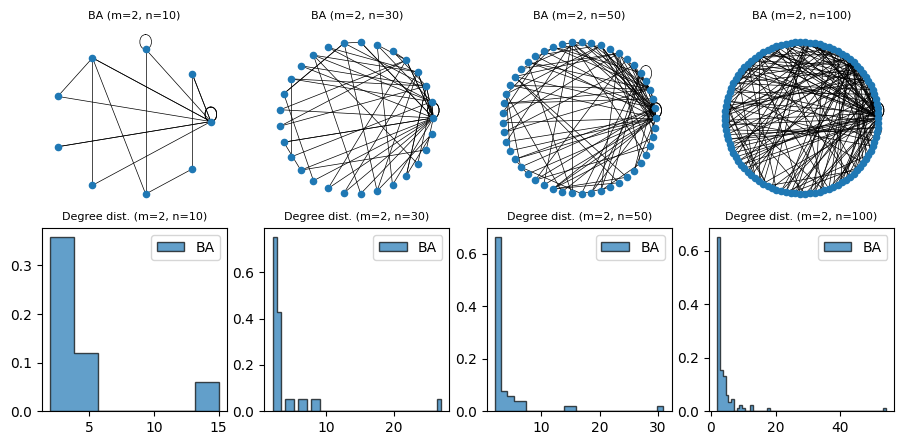 BA (m=2, n=10)
BA (m=2, n=30)
BA (m=2, n=50)
BA (m=2, n=100)
Degree dist. (m=2, n=10)
Degree dist. (m=2, n=30)
Degree dist. (m=2, n=50)
Degree dist. (m=2, n=100)
BA
0.3
0.2
0.1
0.0
5
10
15
BA
0.6
0.4
0.2
0.0
10
20
BA
0.6
0.4
0.2
0.0
10
20
30
BA
0.6
0.4
0.2
0.0
0
20
40